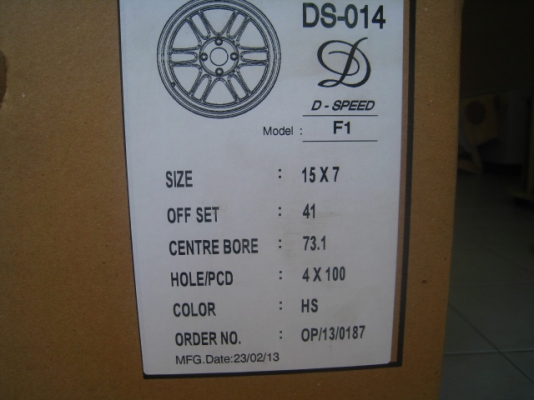 DS-014
D - SPEED
Model : F1
SIZE : 15 X 7
OFF SET : 41
CENTRE BORE : 73.1
HOLE/PCD : 4 X 100
COLOR : HS
ORDER NO. : OP/13/0187
MFG.Date:23/02/13